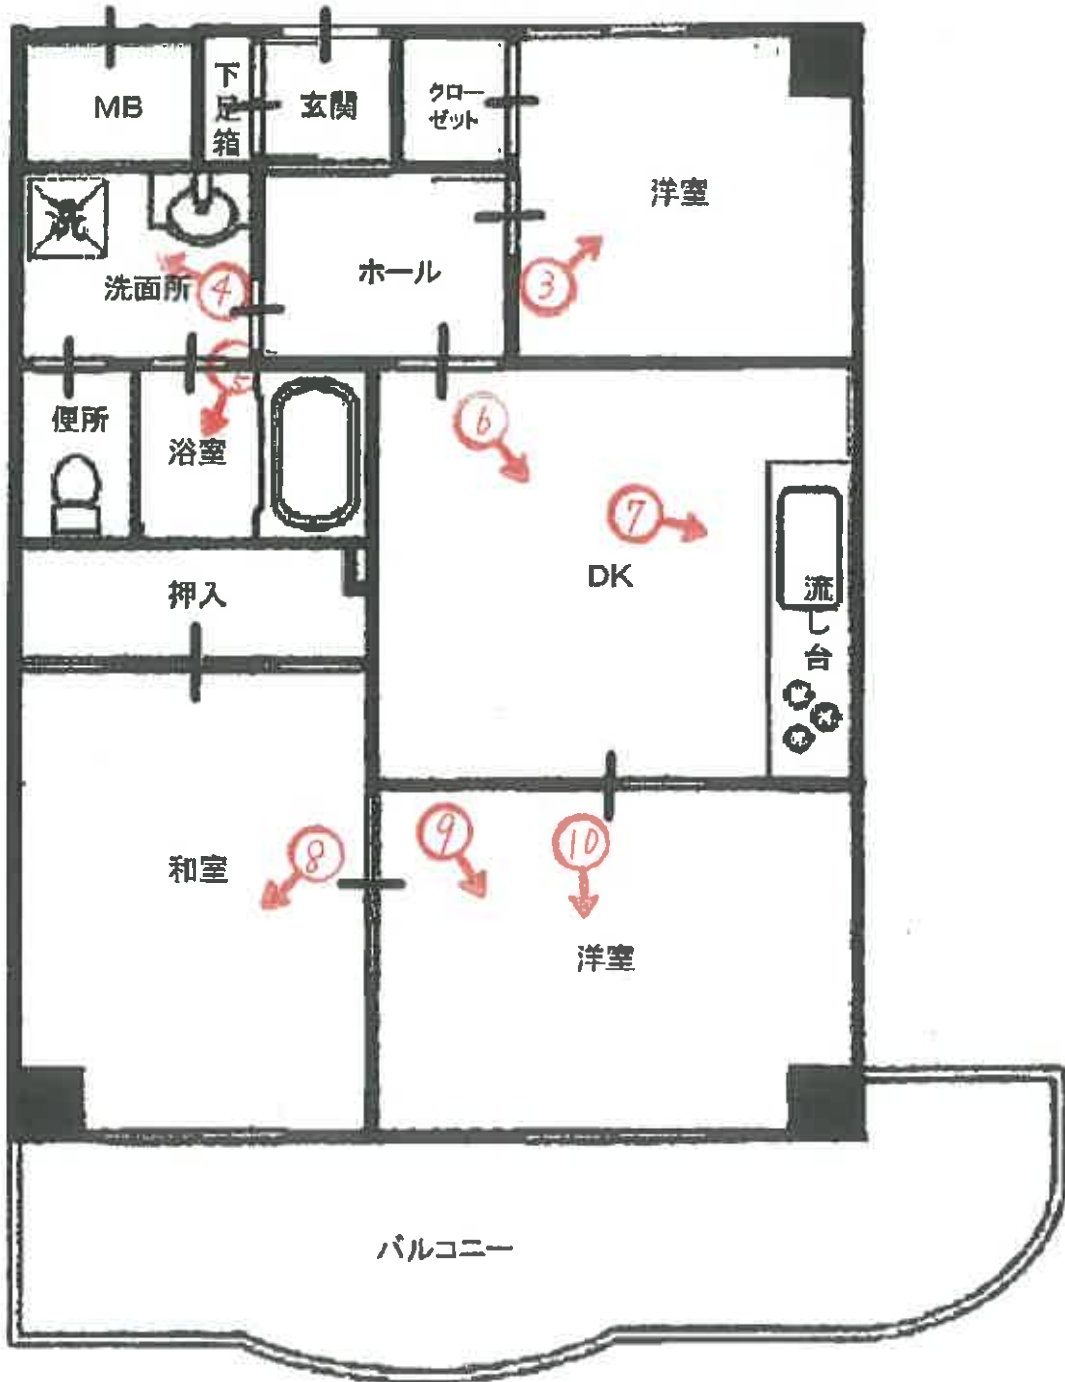 MB
下足箱
玄関
クロー
ゼット
洋室
洗
洗面所
④
ホール
③
⑤
便所
浴室
⑥
⑦
押入
DK
流し台
和室
⑧
⑨
⑩
洋室
バルコニー